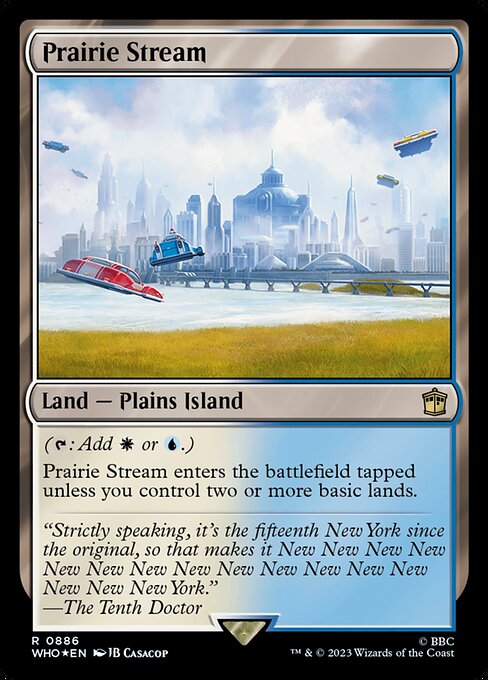 Prairie Stream
Land — Plains Island
(: Add or .)
Prairie Stream enters the battlefield tapped
unless you control two or more basic lands.
“Strictly speaking, it’s the fifteenth New York since
the original, so that makes it New New New New
New New New New New New New New New
New New New York.”
—The Tenth Doctor
R 0886
WHO★EN JB Casacop
© BBC
™ & © 2023 Wizards of the Coast